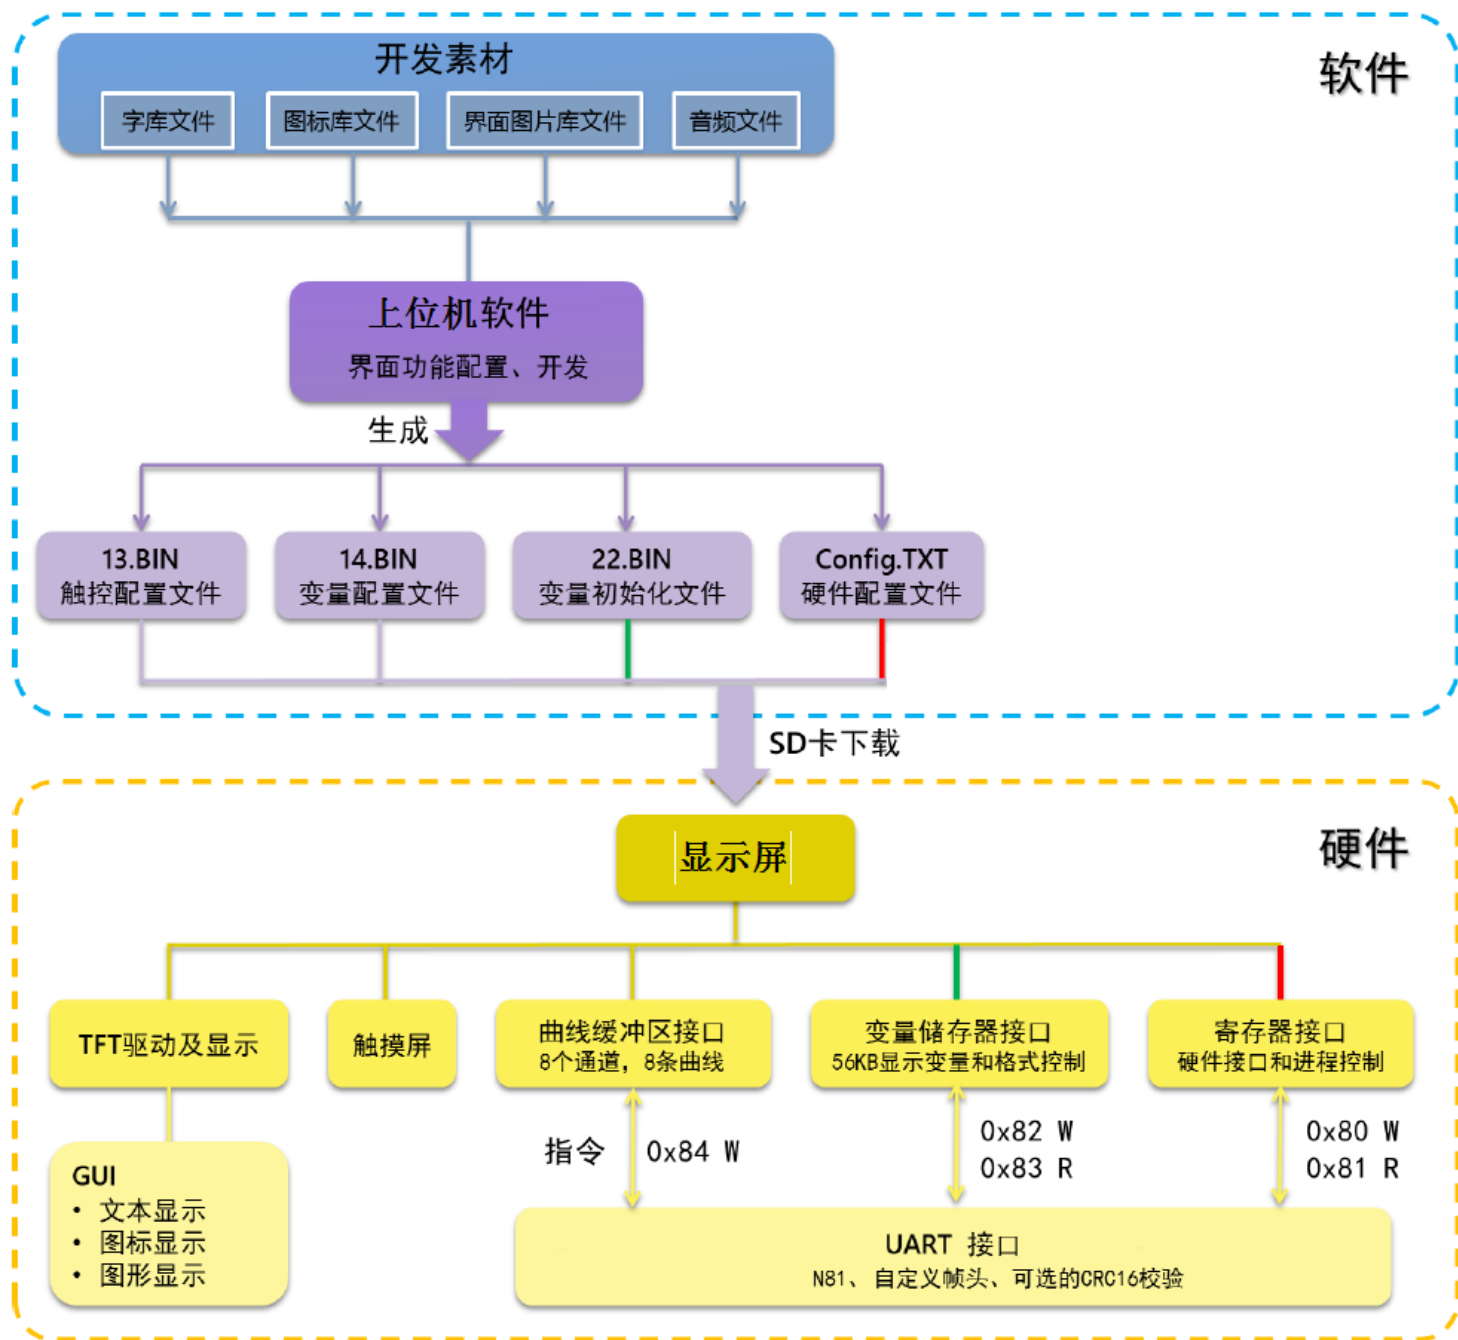 开发素材
软件
字库文件
图标库文件
界面图片库文件
音频文件
上位机软件
界面功能配置、开发
生成
13.BIN
触控配置文件
14.BIN
变量配置文件
22.BIN
变量初始化文件
Config.TXT
硬件配置文件
SD卡下载
硬件
显示屏
TFT驱动及显示
触摸屏
曲线缓冲区接口
8个通道，8条曲线
变量储存器接口
56KB显示变量和格式控制
寄存器接口
硬件接口和进程控制
指令
0x84 W
0x82 W
0x83 R
0x80 W
0x81 R
GUI
• 文本显示
• 图标显示
• 图形显示
UART 接口
N81、自定义帧头、可选的CRC16校验